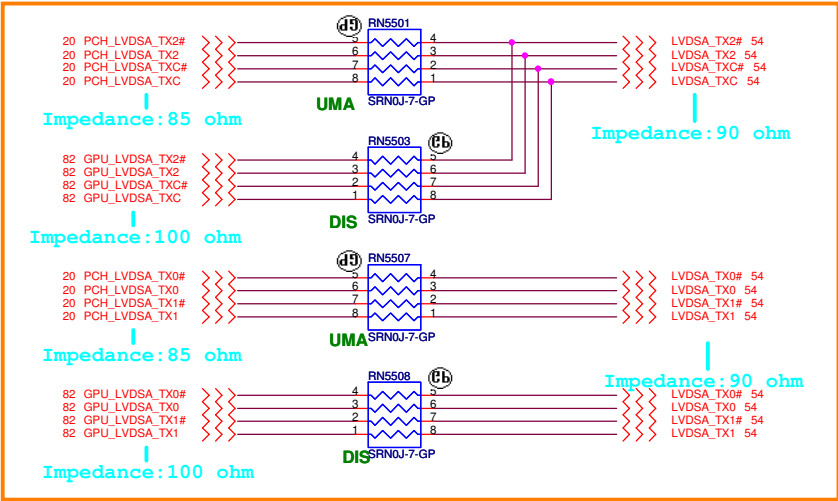 RN5501
20 PCH_LVDSA_TX2# 5 4 LVDSA_TX2# 54
20 PCH_LVDSA_TX2 6 3 LVDSA_TX2 54
20 PCH_LVDSA_TXC# 7 2 LVDSA_TXC# 54
20 PCH_LVDSA_TXC 8 1 LVDSA_TXC 54
UMA SRN0J-7-GP
Impedance:85 ohm
Impedance:90 ohm
RN5503
82 GPU_LVDSA_TX2# 4 5
82 GPU_LVDSA_TX2 3 6
82 GPU_LVDSA_TXC# 2 7
82 GPU_LVDSA_TXC 1 8
DIS SRN0J-7-GP
Impedance:100 ohm
RN5507
20 PCH_LVDSA_TX0# 5 4 LVDSA_TX0# 54
20 PCH_LVDSA_TX0 6 3 LVDSA_TX0 54
20 PCH_LVDSA_TX1# 7 2 LVDSA_TX1# 54
20 PCH_LVDSA_TX1 8 1 LVDSA_TX1 54
UMA SRN0J-7-GP
Impedance:85 ohm
RN5508
Impedance:90 ohm
82 GPU_LVDSA_TX0# 4 5 LVDSA_TX0# 54
82 GPU_LVDSA_TX0 3 6 LVDSA_TX0 54
82 GPU_LVDSA_TX1# 2 7 LVDSA_TX1# 54
82 GPU_LVDSA_TX1 1 8 LVDSA_TX1 54
DIS SRN0J-7-GP
Impedance:100 ohm